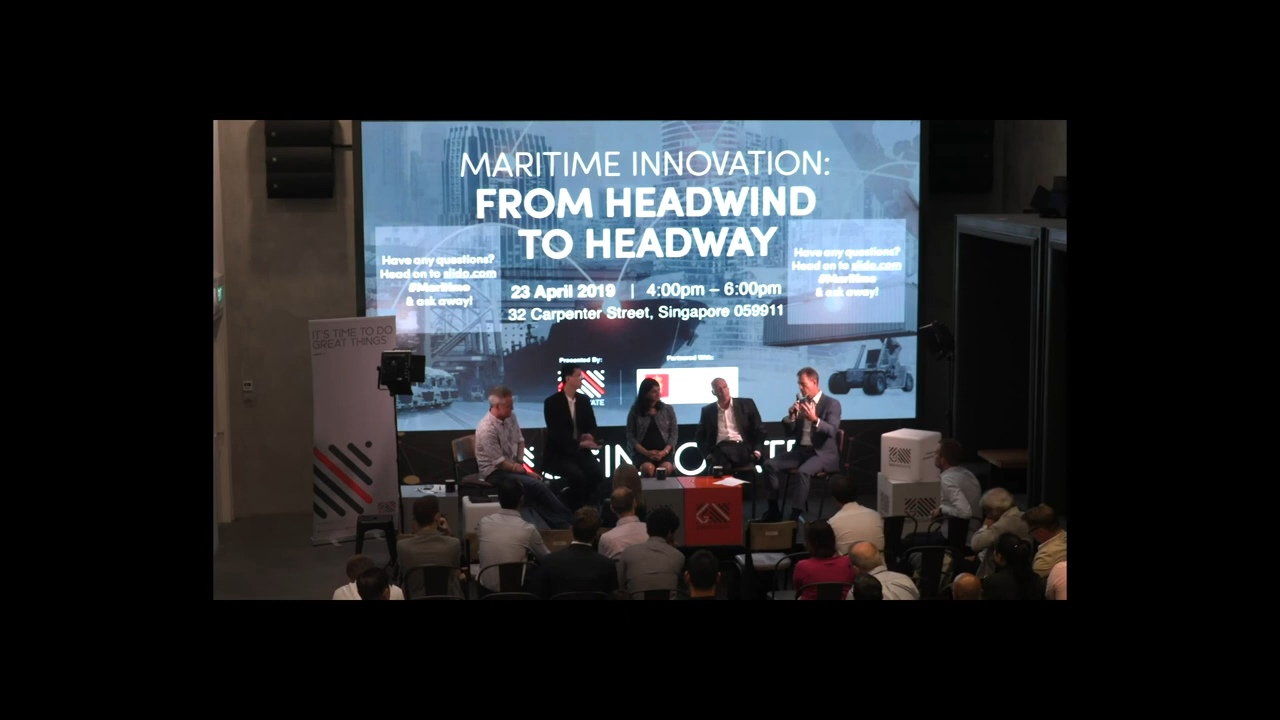 MARITIME INNOVATION:
FROM HEADWIND
TO HEADWAY
Have any questions?
Head on to slido.com
#Maritime
& ask away!
Have any questions?
Head on to slido.com
#Maritime
& ask away!
23 April 2019 | 4:00pm – 6:00pm
32 Carpenter Street, Singapore 059911
Presented By:
Partnered With:
IT'S TIME TO DO
GREAT THINGS